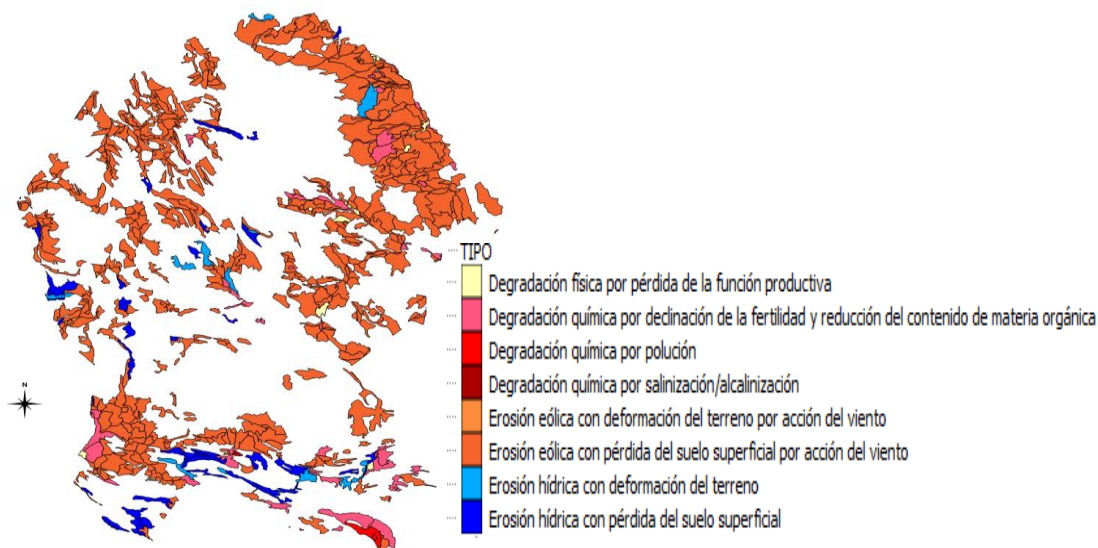 N
TIPO
Degradación física por pérdida de la función productiva
Degradación química por declinación de la fertilidad y reducción del contenido de materia orgánica
Degradación química por polución
Degradación química por salinización/alcalinización
Erosión eólica con deformación del terreno por acción del viento
Erosión eólica con pérdida del suelo superficial por acción del viento
Erosión hídrica con deformación del terreno
Erosión hídrica con pérdida del suelo superficial